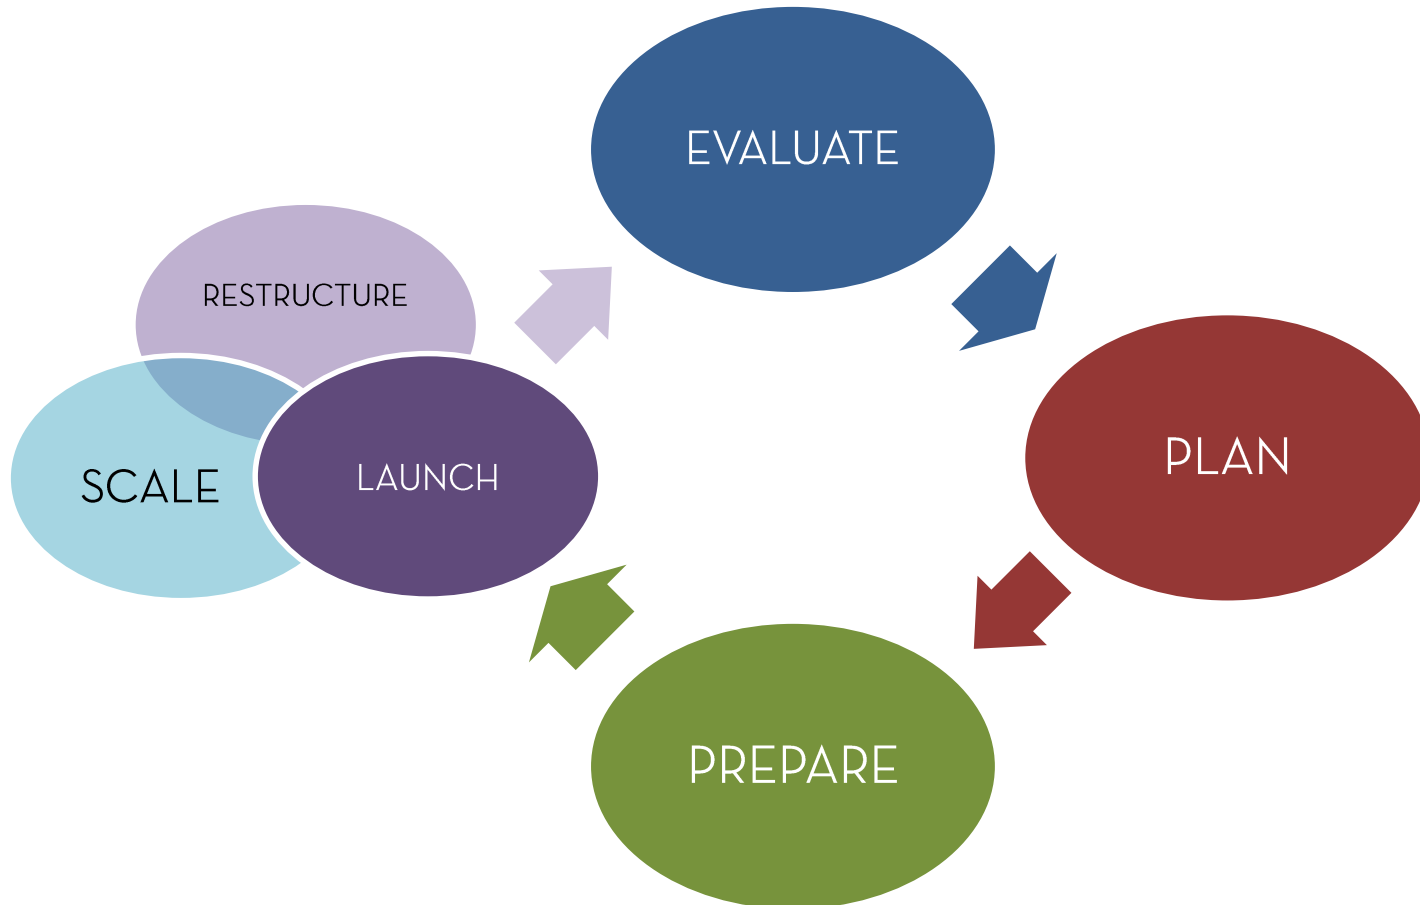 EVALUATE
RESTRUCTURE
PLAN
LAUNCH
SCALE
PREPARE